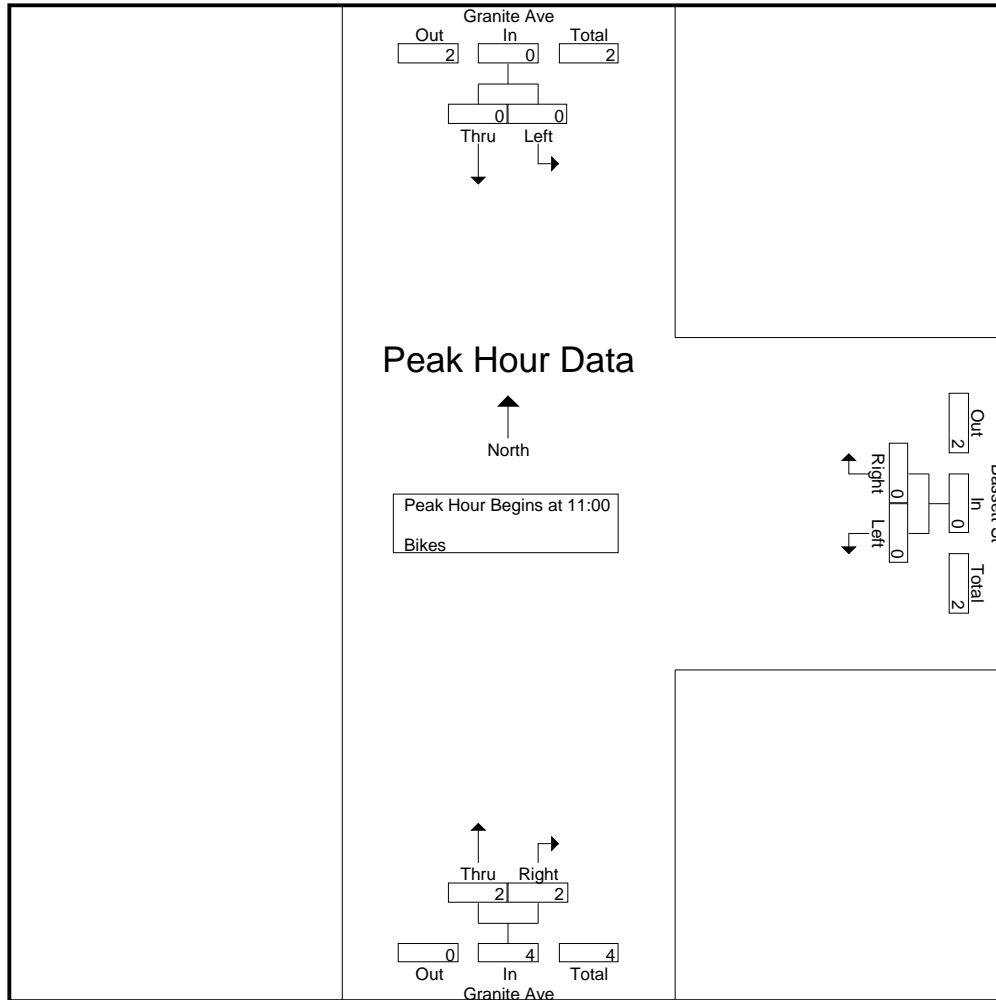 Granite Ave
Out In Total
2 0 2
0 0
Thru Left
Peak Hour Data
North
Peak Hour Begins at 11:00
Bikes
Out In Total
2 0 2
Right Left
0 0
Thru Right
2 2
0 4 4
Out In Total
Granite Ave